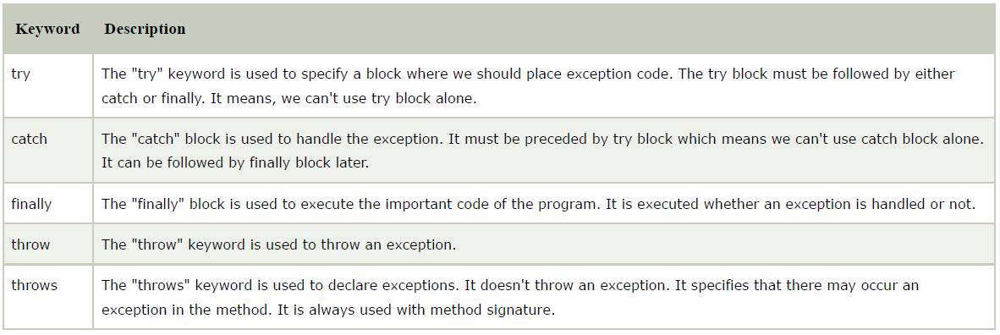 Keyword Description
try The "try" keyword is used to specify a block where we should place exception code. The try block must be followed by either
catch or finally. It means, we can't use try block alone.
catch The "catch" block is used to handle the exception. It must be preceded by try block which means we can't use catch block alone.
It can be followed by finally block later.
finally The "finally" block is used to execute the important code of the program. It is executed whether an exception is handled or not.
throw The "throw" keyword is used to throw an exception.
throws The "throws" keyword is used to declare exceptions. It doesn't throw an exception. It specifies that there may occur an
exception in the method. It is always used with method signature.